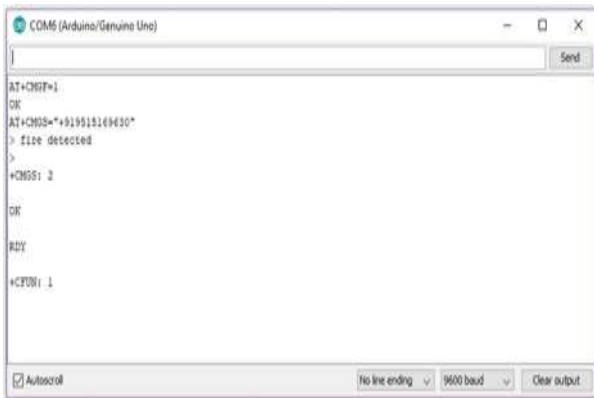 COM6 (Arduino/Genuino Uno)
Send
AT+CMGF=1
OK
AT+CMGS="+919515169630"
> fire detected
>
+CMGS: 2
OK
RDY
+CFUN: 1
Autoscroll
No line ending
9600 baud
Clear output